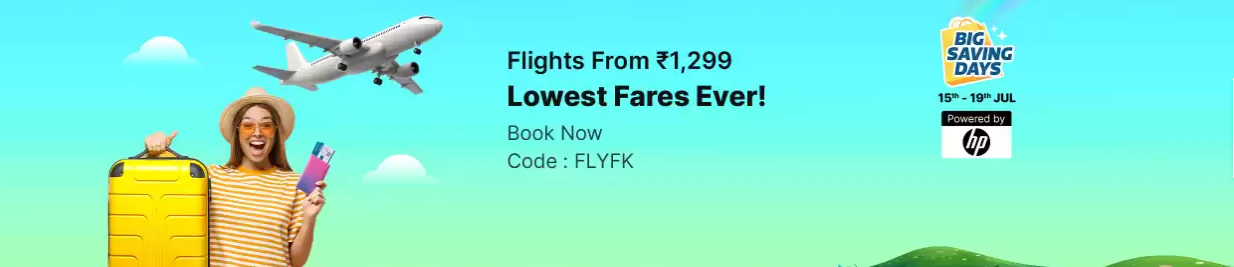 Flights From ₹1,299
Lowest Fares Ever!
Book Now
Code : FLYFK
BIG
SAVING
DAYS
15th - 19th JUL
Powered by
hp